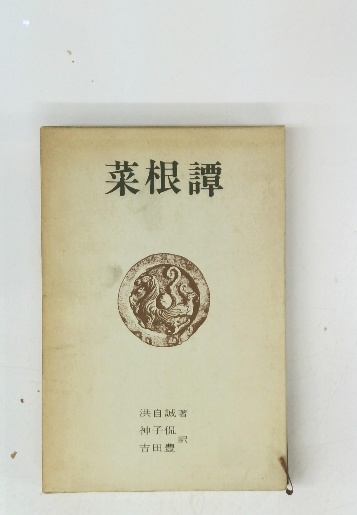 菜根譚
洪自誠著
神子侃
吉田豊
訳